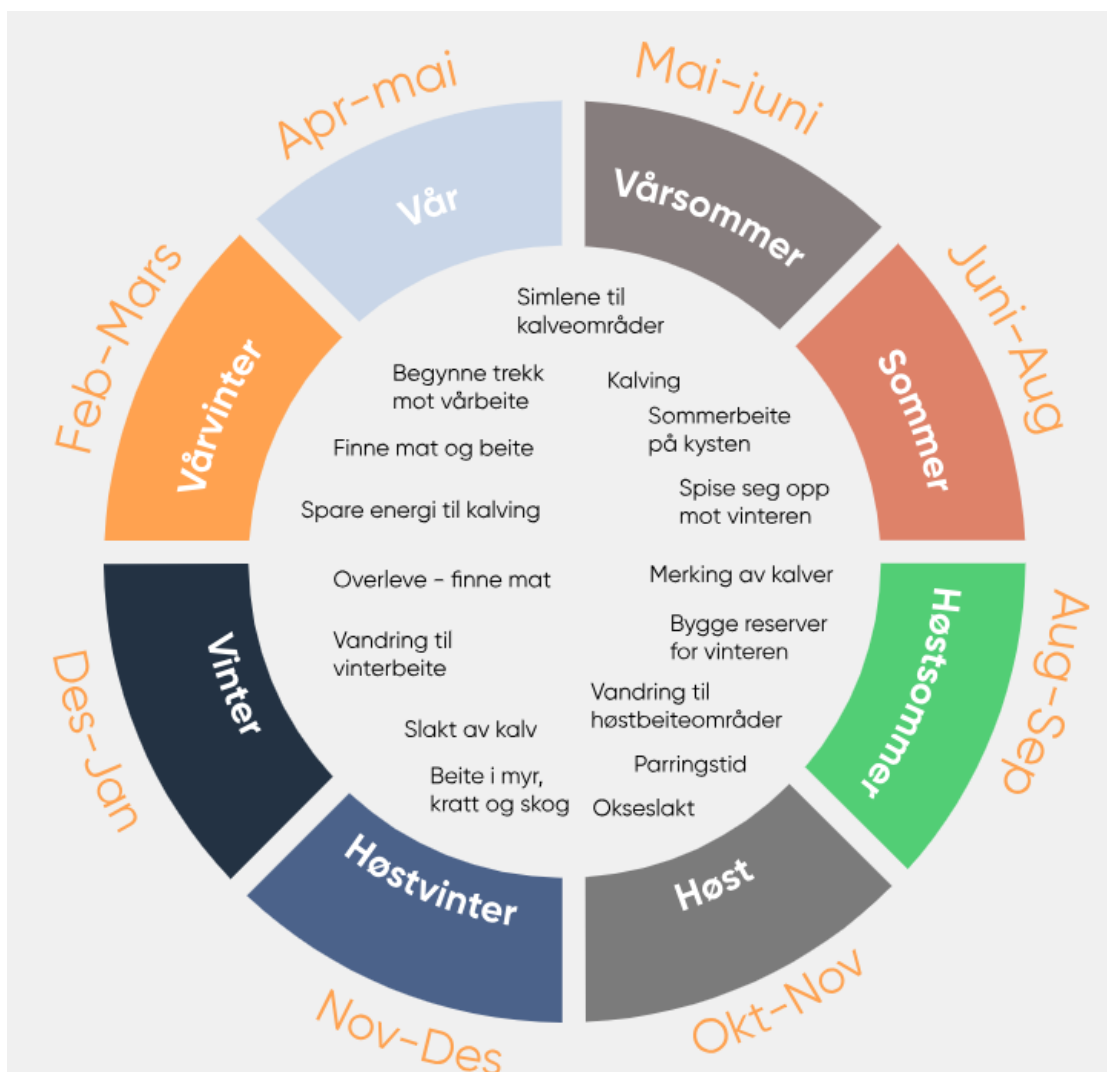 Apr-mai
Mai-juni
Juni-Aug
Aug-Sep
Okt-Nov
Nov-Des
Des-Jan
Feb-Mars
Vår
Vårsommer
Sommer
Høstsommer
Høst
Høstvinter
Vinter
Vårvinter
Simlene til
kalveområder
Begynne trekk
mot vårbeite
Kalving
Sommerbeite
på kysten
Finne mat og beite
Spise seg opp
mot vinteren
Spare energi til kalving
Overleve - finne mat
Merking av kalver
Bygge reserver
for vinteren
Vandring til
vinterbeite
Vandring til
høstbeiteområder
Slakt av kalv
Parringstid
Beite i myr,
kratt og skog
Okseslakt